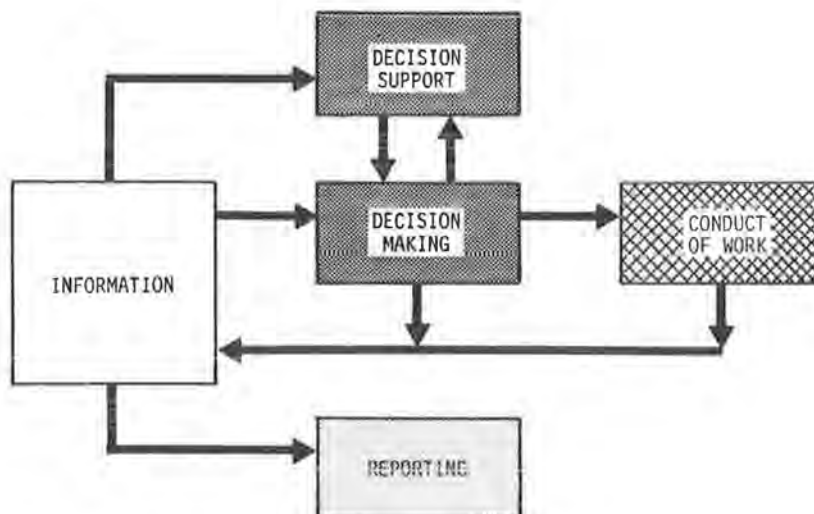 DECISION
SUPPORT
INFORMATION
DECISION
MAKING
CONDUCT
OF WORK
REPORTING